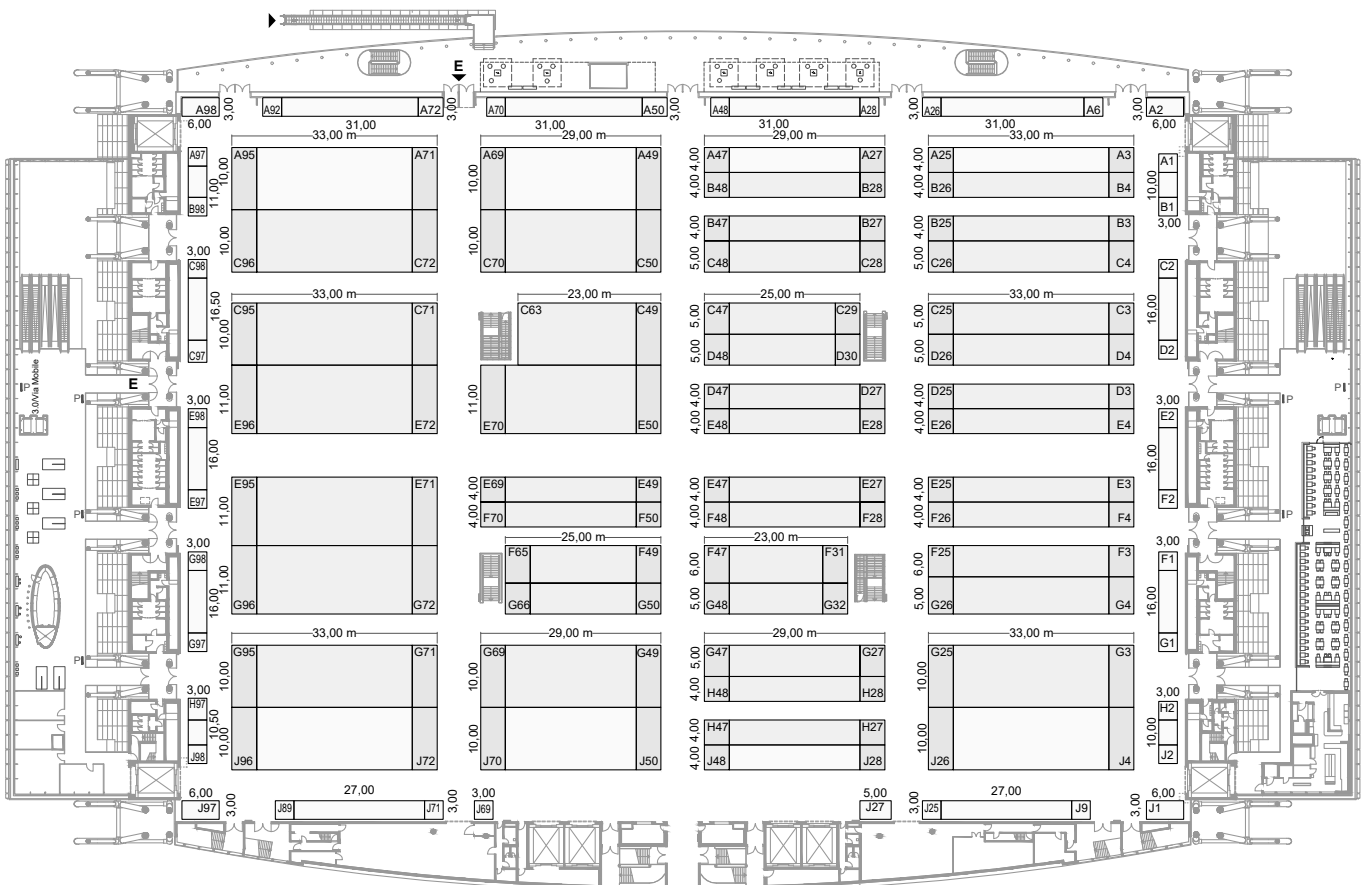 E
A98
3,00
A92
A72
3,00
A70
A50
3,00
A48
A28
3,00
A26
A6
3,00
A2
6,00
31,00
31,00
31,00
31,00
6,00
33,00 m
29,00 m
29,00 m
33,00 m
A97
11,00
B98
10,00
A95
A71
10,00
A69
A49
4,00
A47
A27
4,00
A25
A3
A1
10,00
B1
3,00
4,00
B48
B28
4,00
B26
B4
10,00
C96
C72
10,00
C70
C50
4,00
B47
B27
4,00
B25
B3
5,00
C48
C28
5,00
C26
C4
3,00
C98
16,50
C97
33,00 m
23,00 m
25,00 m
33,00 m
10,00
C95
C71
C63
C49
5,00
C47
C29
5,00
C25
C3
C2
16,00
D2
5,00
D48
D30
5,00
D26
D4
3.0/Via Mobile
E
P
P
P
P
11,00
E96
E72
11,00
E70
E50
4,00
D47
D27
4,00
D25
D3
4,00
E48
E28
4,00
E26
E4
3,00
E98
16,00
E97
3,00
E2
16,00
F2
11,00
E95
E71
4,00
E69
E49
4,00
E47
E27
4,00
E25
E3
4,00
F70
F50
4,00
F48
F28
4,00
F26
F4
P
P
P
25,00 m
23,00 m
3,00
G98
16,00
G97
11,00
G96
G72
F65
F49
6,00
F47
F31
6,00
F25
F3
3,00
F1
16,00
G1
G66
G50
5,00
G48
G32
5,00
G26
G4
33,00 m
29,00 m
29,00 m
33,00 m
P
10,00
G95
G71
10,00
G69
G49
5,00
G47
G27
10,00
G25
G3
4,00
H48
H28
3,00
H97
10,50
J98
3,00
H2
10,00
J2
10,00
J96
J72
10,00
J70
J50
4,00
H47
H27
10,00
J26
J4
4,00
J48
J28
6,00
27,00
3,00
5,00
27,00
6,00
J97
3,00
J89
J71
3,00
J69
J27
3,00
J25
J9
3,00
J1